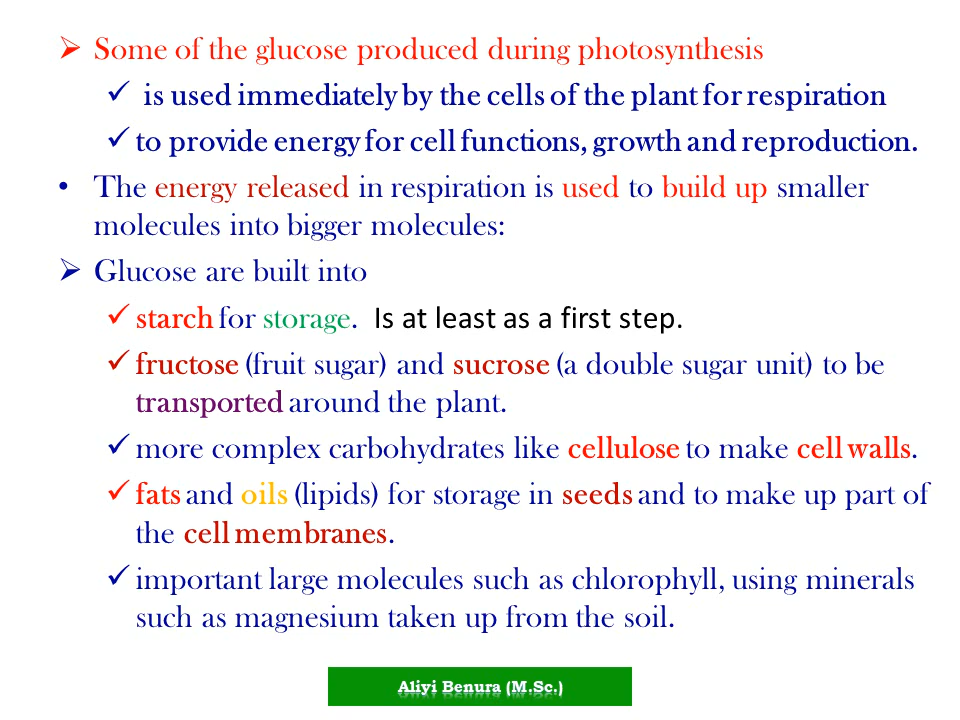 ➢ Some of the glucose produced during photosynthesis
✓ is used immediately by the cells of the plant for respiration
✓ to provide energy for cell functions, growth and reproduction.
• The energy released in respiration is used to build up smaller
molecules into bigger molecules:
➢ Glucose are built into
✓ starch for storage. Is at least as a first step.
✓ fructose (fruit sugar) and sucrose (a double sugar unit) to be
transported around the plant.
✓ more complex carbohydrates like cellulose to make cell walls.
✓ fats and oils (lipids) for storage in seeds and to make up part of
the cell membranes.
✓ important large molecules such as chlorophyll, using minerals
such as magnesium taken up from the soil.
Aliyi Benura (M.Sc.)